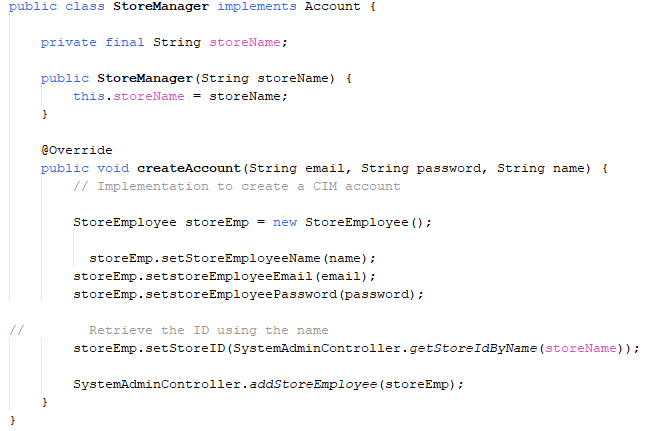 public class StoreManager implements Account {
private final String storeName;
public StoreManager(String storeName) {
this.storeName = storeName;
}
@Override
public void createAccount(String email, String password, String name) {
// Implementation to create a CIM account
StoreEmployee storeEmp = new StoreEmployee();
storeEmp.setStoreEmployeeName(name);
storeEmp.setstoreEmployeeEmail(email);
storeEmp.setstoreEmployeePassword(password);
// Retrieve the ID using the name
storeEmp.setStoreID(SystemAdminController.getStoreIdByName(storeName));
SystemAdminController.addStoreEmployee(storeEmp);
}
}